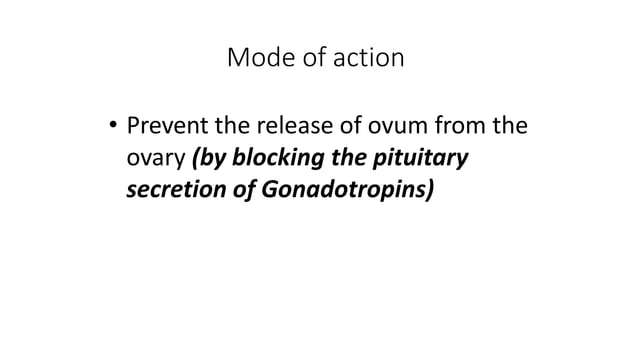 Mode of action
• Prevent the release of ovum from the
ovary (by blocking the pituitary
secretion of Gonadotropins)